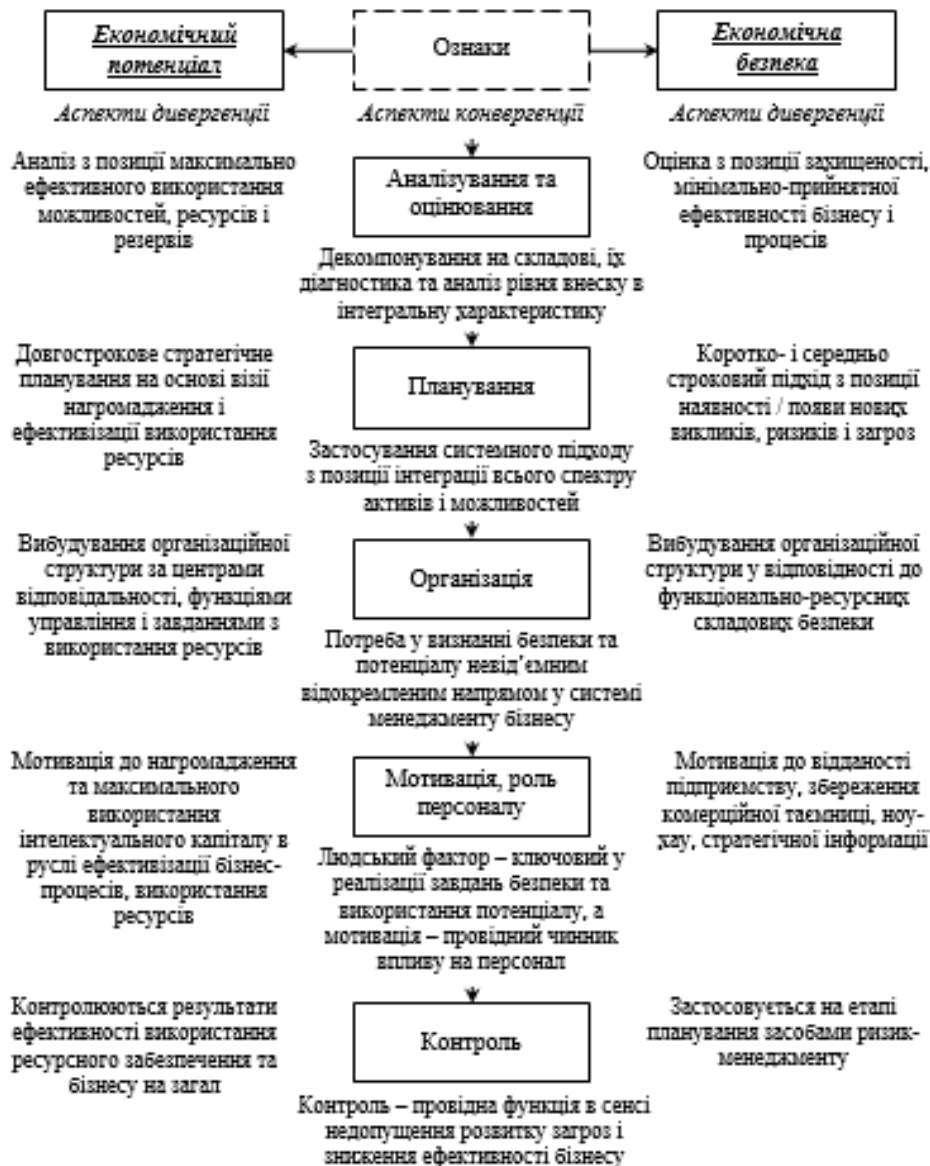 Економічний
потенціал
Ознаки
Економічна
безпека
Аспекти дивергенції
Аспекти конвергенції
Аспекти дивергенції
Аналіз з позиції максимально
ефективного використання
можливостей, ресурсів і
резервів
Аналізування та
оцінювання
Оцінка з позиції захищеності,
мінімально-прийнятної
ефективності бізнесу і
процесів
Декомпонування на складові, їх
діагностика та аналіз рівня внеску в
інтегральну характеристику
Довгострокове стратегічне
планування на основі візії
нагромадження і
ефективізації використання
ресурсів
Планування
Коротко- і середньо
строковий підхід з позиції
наявності / появи нових
викликів, ризиків і загроз
Застосування системного підходу
з позиції інтеграції всього спектру
активів і можливостей
Вибудування організаційної
структури за центрами
відповідальності, функціями
управління і завданнями з
використання ресурсів
Організація
Вибудування організаційної
структури у відповідності до
функціонально-ресурсних
складових безпеки
Потреба у визнанні безпеки та
потенціалу невід’ємним
відокремленим напрямом у системі
менеджменту бізнесу
Мотивація до нагромадження
та максимального
використання
інтелектуального капіталу в
руслі ефективізації бізнес-
процесів, використання
ресурсів
Мотивація, роль
персоналу
Мотивація до відданості
підприємству, збереження
комерційної таємниці, ноу-
хау, стратегічної інформації
Людський фактор – ключовий у
реалізації завдань безпеки та
використання потенціалу, а
мотивація – провідний чинник
впливу на персонал
Контролюються результати
ефективності використання
ресурсного забезпечення та
бізнесу на загал
Контроль
Застосовується на етапі
планування засобами ризик-
менеджменту
Контроль – провідна функція в сенсі
недопущення розвитку загроз і
зниження ефективності бізнесу